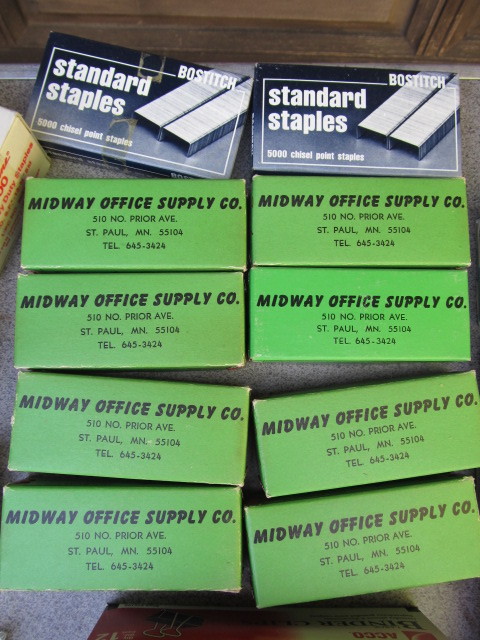 standard
staples
BOSTITCH
5000 chisel point staples
standard
staples
BOSTITCH
5000 chisel point staples
MIDWAY OFFICE SUPPLY CO.
510 NO. PRIOR AVE.
ST. PAUL, MN. 55104
TEL. 645-3424
MIDWAY OFFICE SUPPLY CO.
510 NO. PRIOR AVE.
ST. PAUL, MN. 55104
TEL. 645-3424
MIDWAY OFFICE SUPPLY CO.
510 NO. PRIOR AVE.
ST. PAUL, MN. 55104
TEL. 645-3424
MIDWAY OFFICE SUPPLY CO.
510 NO. PRIOR AVE.
ST. PAUL, MN. 55104
TEL. 645-3424
MIDWAY OFFICE SUPPLY CO.
510 NO. PRIOR AVE.
ST. PAUL, MN. 55104
TEL. 645-3424
MIDWAY OFFICE SUPPLY CO.
510 NO. PRIOR AVE.
ST. PAUL, MN. 55104
TEL. 645-3424
MIDWAY OFFICE SUPPLY CO.
510 NO. PRIOR AVE.
ST. PAUL, MN. 55104
TEL. 645-3424
MIDWAY OFFICE SUPPLY CO.
510 NO. PRIOR AVE.
ST. PAUL, MN. 55104
TEL. 645-3424
12
ACCO
BINDER CLIPS